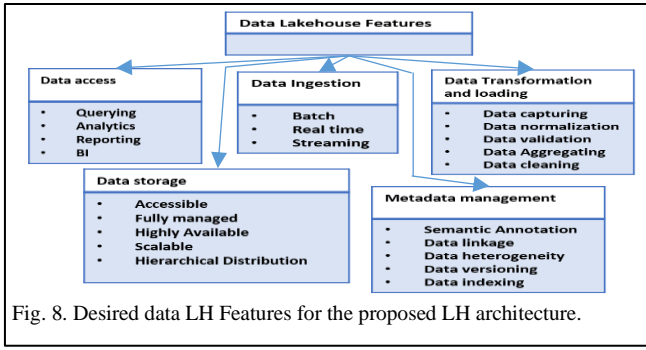 Data Lakehouse Features
Data access
• Querying
• Analytics
• Reporting
• BI
Data Ingestion
• Batch
• Real time
• Streaming
Data Transformation
and loading
• Data capturing
• Data normalization
• Data validation
• Data Aggregating
• Data cleaning
Data storage
• Accessible
• Fully managed
• Highly Available
• Scalable
• Hierarchical Distribution
Metadata management
• Semantic Annotation
• Data linkage
• Data heterogeneity
• Data versioning
• Data indexing
Fig. 8. Desired data LH Features for the proposed LH architecture.